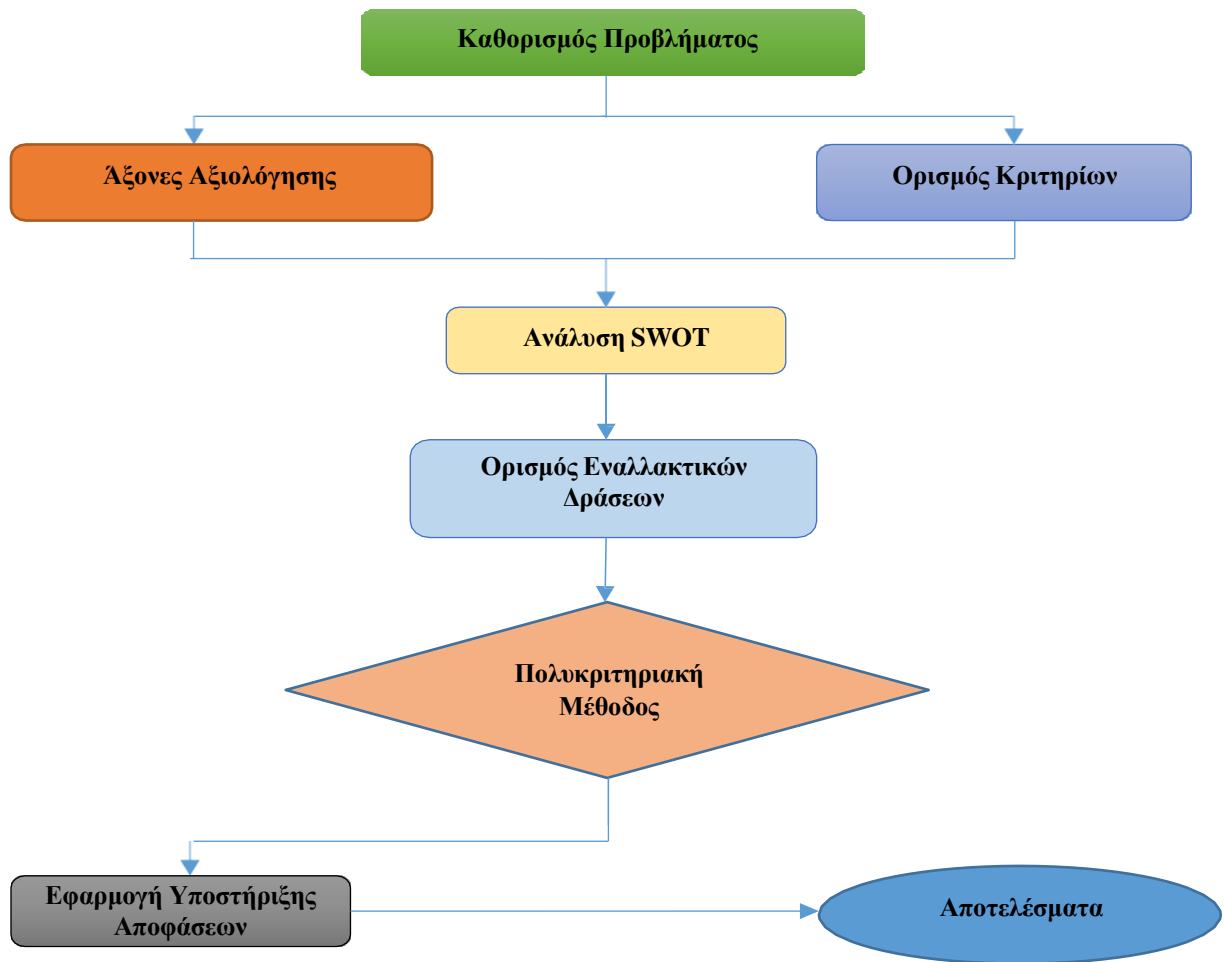 Καθορισμός Προβλήματος
Άξονες Αξιολόγησης
Ορισμός Κριτηρίων
Ανάλυση SWOT
Ορισμός Εναλλακτικών
Δράσεων
Πολυκριτηριακή
Μέθοδος
Εφαρμογή Υποστήριξης
Αποφάσεων
Αποτελέσματα